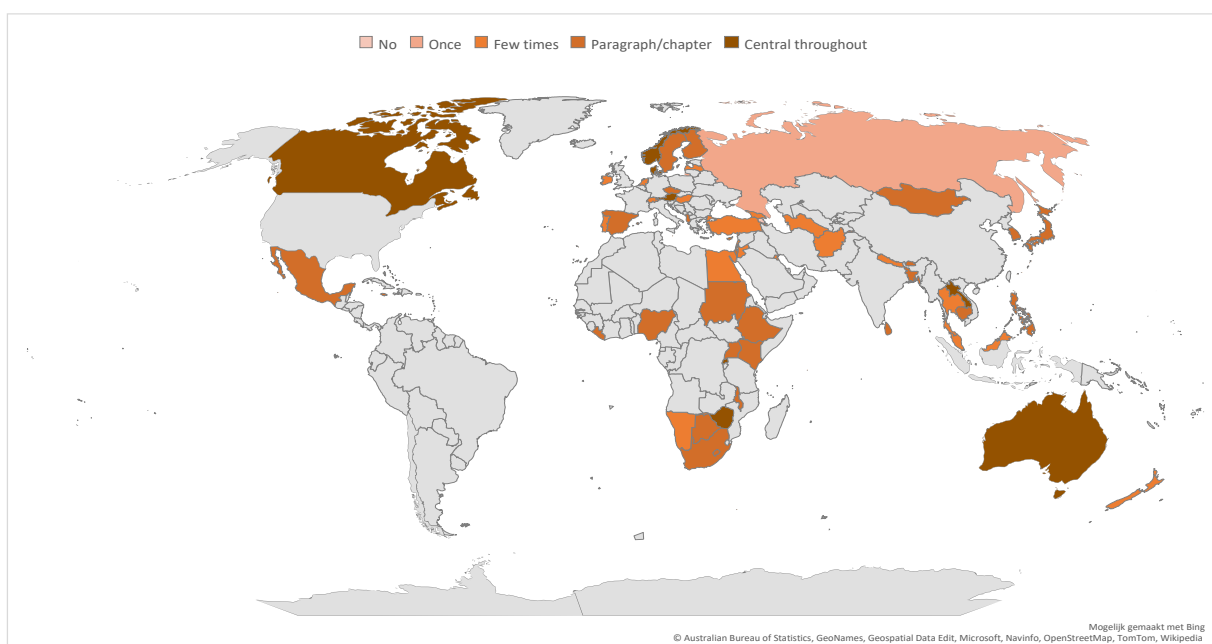 No Once Few times Paragraph/chapter Central throughout
Mogelijk gemaakt met Bing
© Australian Bureau of Statistics, GeoNames, Geospatial Data Edit, Microsoft, Navinfo, OpenStreetMap, TomTom, Wikipedia